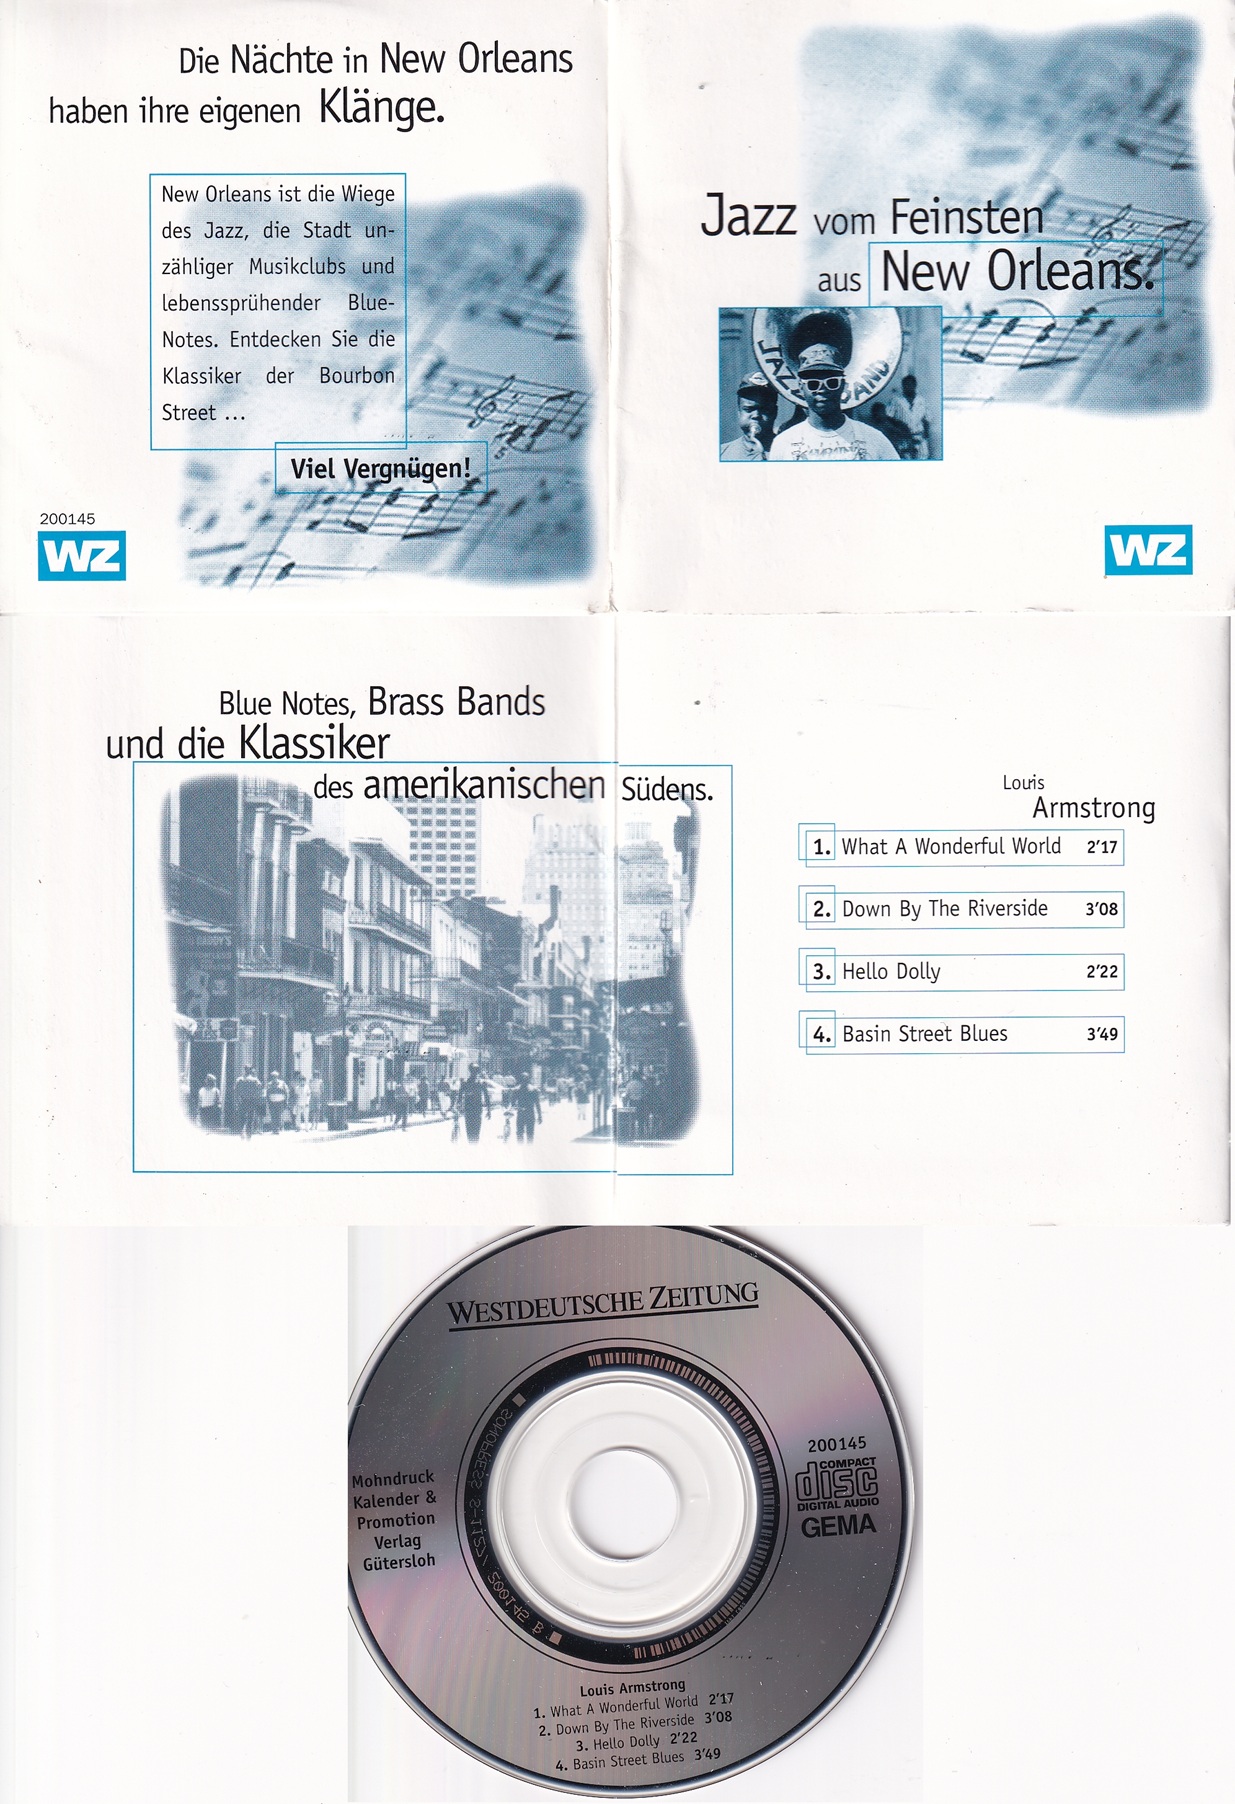 Die Nächte in New Orleans
haben ihre eigenen Klänge.
New Orleans ist die Wiege
des Jazz, die Stadt un-
zähliger Musikclubs und
lebenssprühender Blue-
Notes. Entdecken Sie die
Klassiker der Bourbon
Street ...
Viel Vergnügen!
200145
WZ
Jazz vom Feinsten
aus New Orleans.
JAZZ BAND
WZ
Blue Notes, Brass Bands
und die Klassiker
des amerikanischen Südens.
Louis
Armstrong
1. What A Wonderful World 2'17
2. Down By The Riverside 3'08
3. Hello Dolly 2'22
4. Basin Street Blues 3'49
WESTDEUTSCHE ZEITUNG
Mohndruck
Kalender &
Promotion
Verlag
Gütersloh
200145
COMPACT
disc
DIGITAL AUDIO
GEMA
Louis Armstrong
1. What A Wonderful World 2'17
2. Down By The Riverside 3'08
3. Hello Dolly 2'22
4. Basin Street Blues 3'49